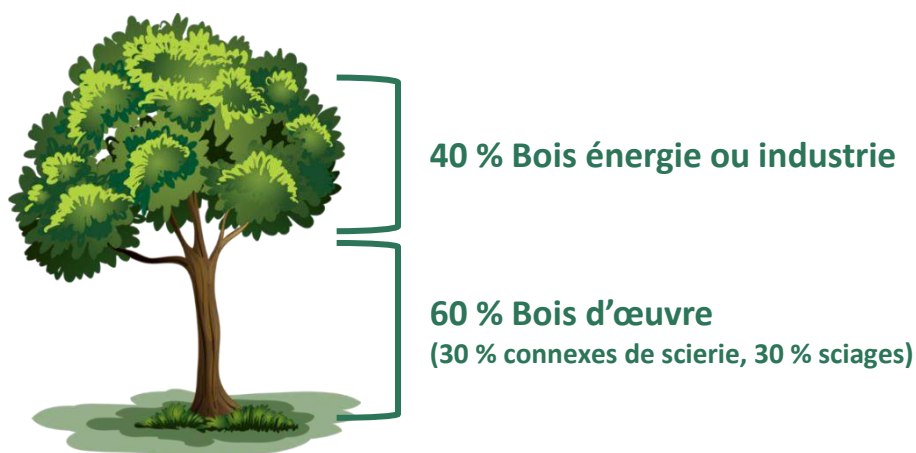 40 % Bois énergie ou industrie
60 % Bois d’œuvre
(30 % connexes de scierie, 30 % sciages)